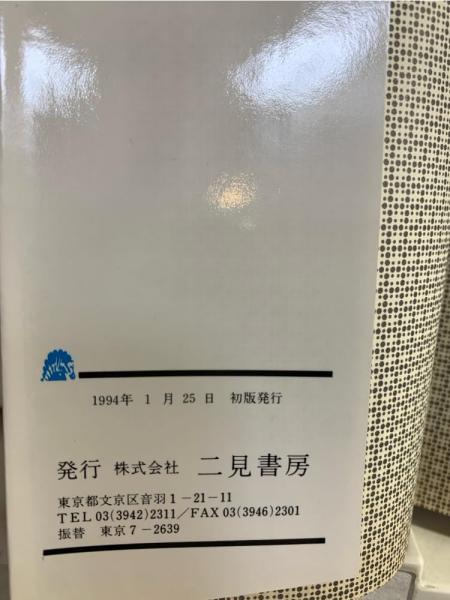 1994年 1 月 25 日 初版発行
発行 株式会社 二見書房
東京都文京区音羽1-21-11
TEL 03(3942)2311/FAX 03(3946)2301
振替 東京7-2639